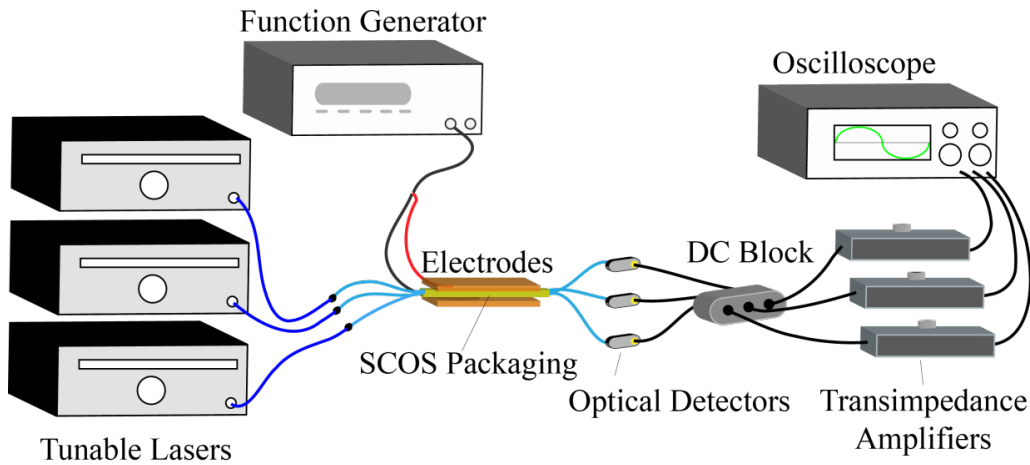 Function Generator
Oscilloscope
Electrodes
DC Block
SCOS Packaging
Optical Detectors
Transimpedance
Amplifiers
Tunable Lasers